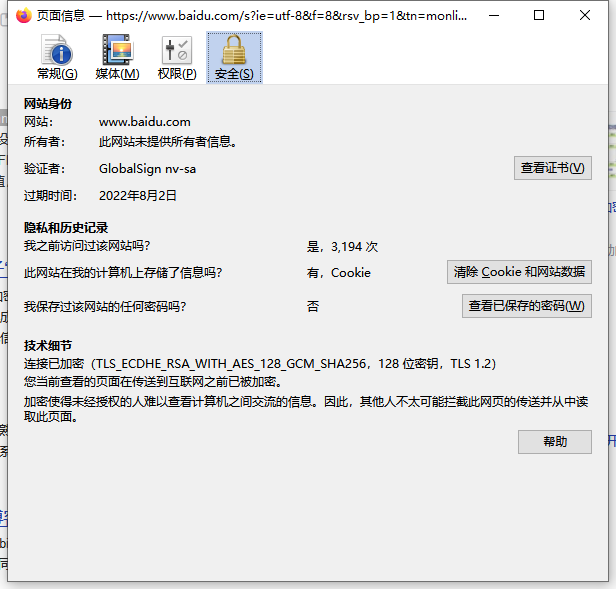 页面信息 — https://www.baidu.com/s?ie=utf-8&f=8&rsv_bp=1&tn=monli...
常规(G) 媒体(M) 权限(P) 安全(S)
网站身份
网站： www.baidu.com
所有者： 此网站未提供所有者信息。
验证者： GlobalSign nv-sa 查看证书(V)
过期时间： 2022年8月2日
隐私和历史记录
我之前访问过该网站吗？ 是，3,194 次
此网站在我的计算机上存储了信息吗？ 有，Cookie 清除 Cookie 和网站数据
我保存过该网站的任何密码吗？ 否 查看已保存的密码(W)
技术细节
连接已加密（TLS_ECDHE_RSA_WITH_AES_128_GCM_SHA256，128 位密钥，TLS 1.2）
您当前查看的页面在传送到互联网之前已被加密。
加密使得未经授权的人难以查看计算机之间交流的信息。因此，其他人不太可能拦截此网页的传送并从中读
取此页面。
帮助